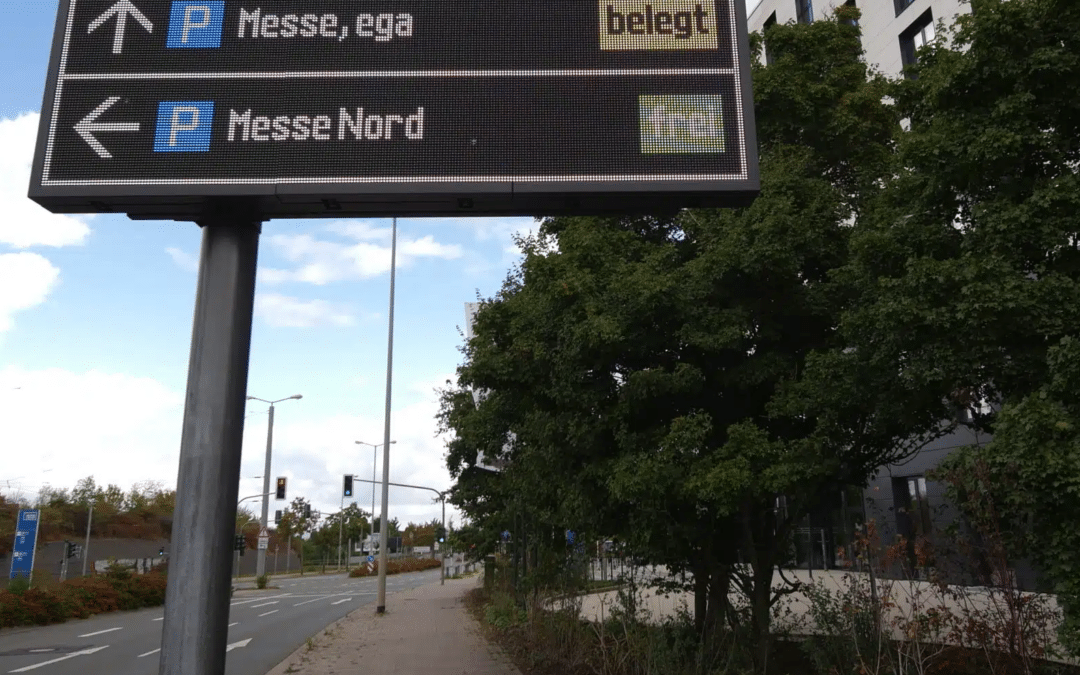 P Messe, ega belegt
P Messe Nord frei